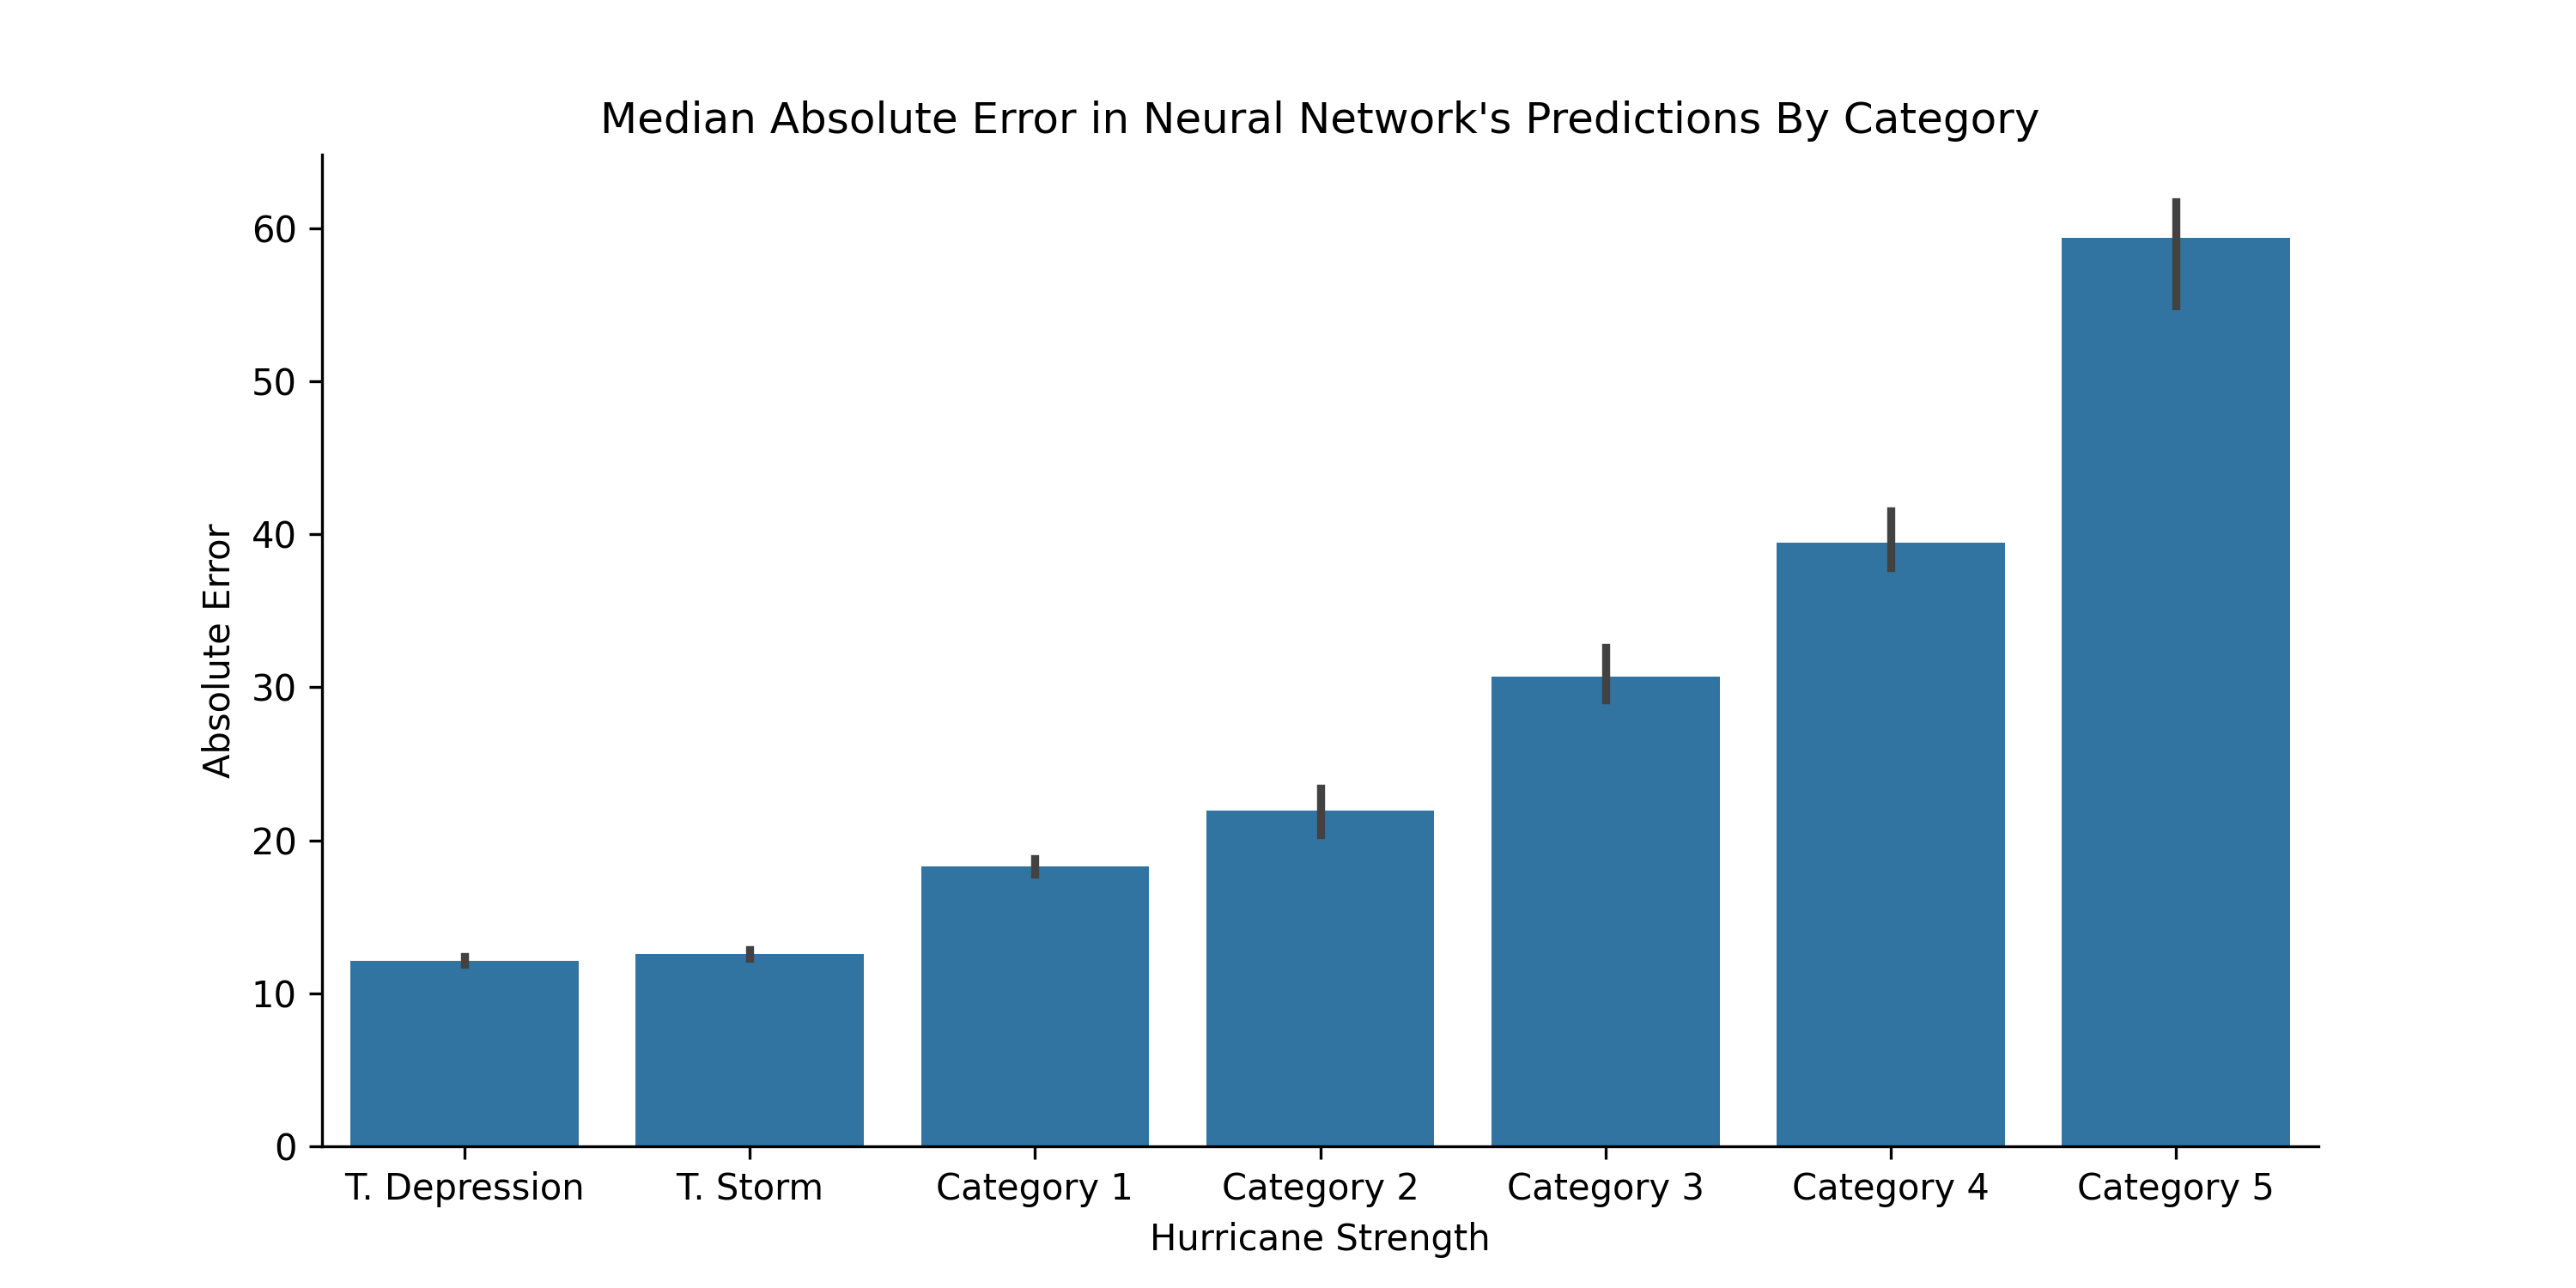 Median Absolute Error in Neural Network's Predictions By Category
60
50
40
30
20
10
0
Absolute Error
T. Depression T. Storm Category 1 Category 2 Category 3 Category 4 Category 5
Hurricane Strength